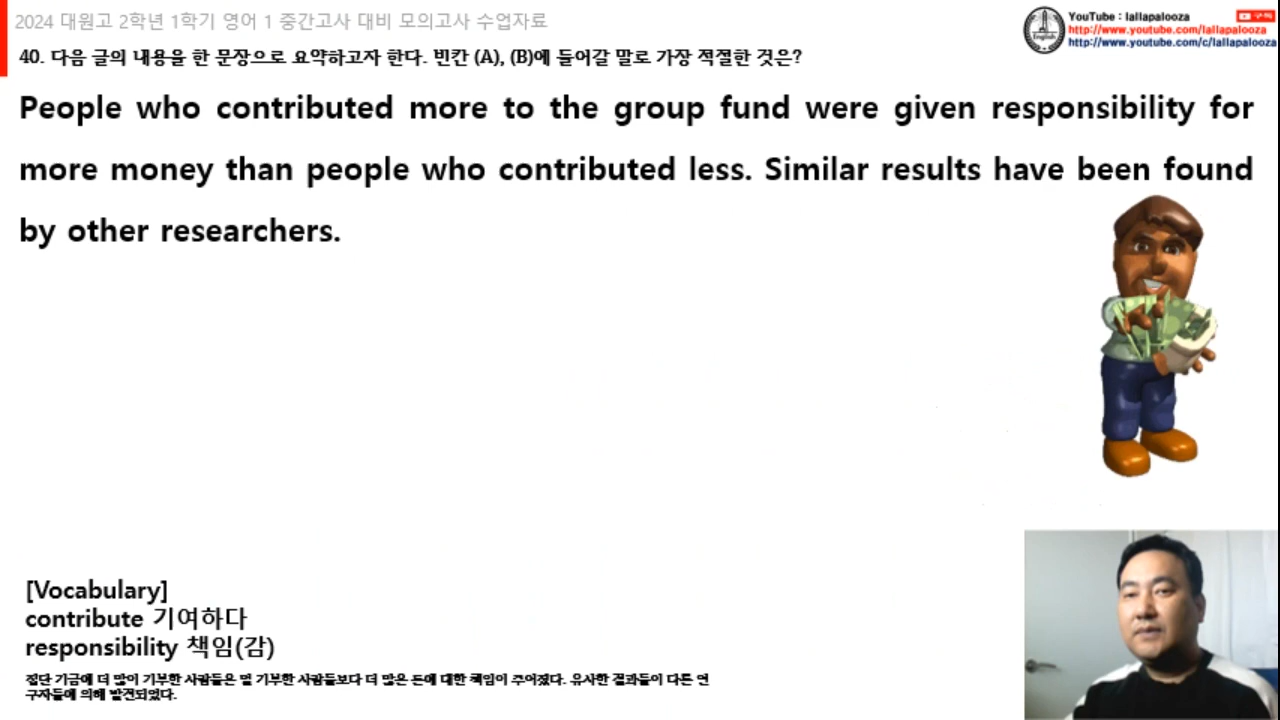 2024 대원고 2학년 1학기 영어 1 중간고사 대비 모의고사 수업자료
YouTube : lallapalooza
구독
http://www.youtube.com/lallapalooza
http://www.youtube.com/c/lallapalooza
English
40. 다음 글의 내용을 한 문장으로 요약하고자 한다. 빈칸 (A), (B)에 들어갈 말로 가장 적절한 것은?
People who contributed more to the group fund were given responsibility for
more money than people who contributed less. Similar results have been found
by other researchers.
[Vocabulary]
contribute 기여하다
responsibility 책임(감)
집단 기금에 더 많이 기부한 사람들은 덜 기부한 사람들보다 더 많은 돈에 대한 책임이 주어졌다. 유사한 결과들이 다른 연
구자들에 의해 발견되었다.